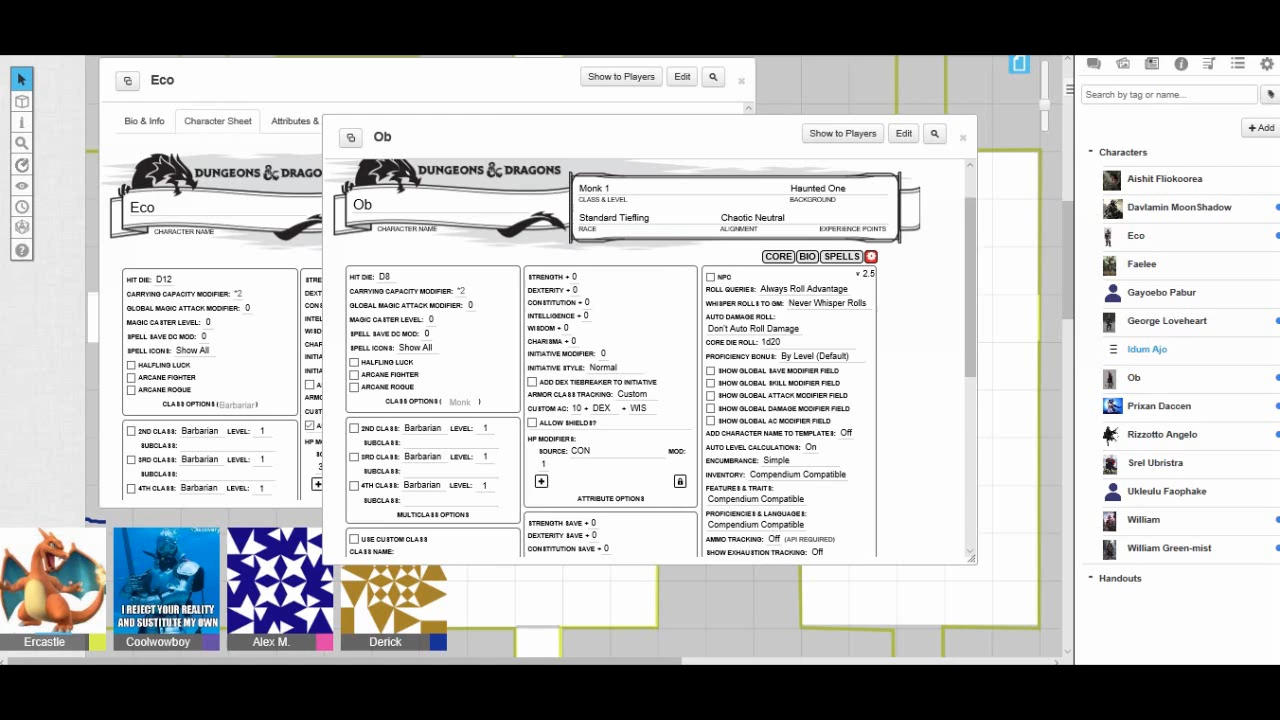 Eco
Show to Players
Edit
Bio & Info
Character Sheet
Attributes &
DUNGEONS & DRAGO
Eco
CHARACTER NAME
HIT DIE: D12
CARRYING CAPACITY MODIFIER: *2
GLOBAL MAGIC ATTACK MODIFIER: 0
MAGIC CASTER LEVEL: 0
SPELL SAVE DC MOD: 0
SPELL ICONS: Show All
HALFLING LUCK
ARCANE FIGHTER
ARCANE ROGUE
CLASS OPTIONS (Barbarian)
2ND CLASS: Barbarian LEVEL: 1
SUBCLASS:
3RD CLASS: Barbarian LEVEL: 1
SUBCLASS:
4TH CLASS: Barbarian LEVEL: 1
STRE
DEXT
CONS
INTEL
WISD
CHAR
INITIA
INITIA
ARMO
CUST
HP M
3
Ob
Show to Players
Edit
DUNGEONS & DRAGONS
Ob
CHARACTER NAME
Monk 1
Haunted One
CLASS & LEVEL
BACKGROUND
Standard Tiefling
Chaotic Neutral
RACE
ALIGNMENT
EXPERIENCE POINTS
CORE
BIO
SPELLS
HIT DIE: D8
CARRYING CAPACITY MODIFIER: *2
GLOBAL MAGIC ATTACK MODIFIER: 0
MAGIC CASTER LEVEL: 0
SPELL SAVE DC MOD: 0
SPELL ICONS: Show All
HALFLING LUCK
ARCANE FIGHTER
ARCANE ROGUE
CLASS OPTIONS ( Monk )
2ND CLASS: Barbarian LEVEL: 1
SUBCLASS:
3RD CLASS: Barbarian LEVEL: 1
SUBCLASS:
4TH CLASS: Barbarian LEVEL: 1
SUBCLASS:
MULTICLASS OPTIONS
USE CUSTOM CLASS
CLASS NAME:
STRENGTH + 0
DEXTERITY + 0
CONSTITUTION + 0
INTELLIGENCE + 0
WISDOM + 0
CHARISMA + 0
INITIATIVE MODIFIER: 0
INITIATIVE STYLE: Normal
ADD DEX TIEBREAKER TO INITIATIVE
ARMOR CLASS TRACKING: Custom
CUSTOM AC: 10 + DEX + WIS
ALLOW SHIELD?
HP MODIFIERS:
SOURCE: CON MOD:
1
ATTRIBUTE OPTIONS
STRENGTH SAVE + 0
DEXTERITY SAVE + 0
CONSTITUTION SAVE + 0
NPC
v 2.5
ROLL QUERIES: Always Roll Advantage
WHISPER ROLLS TO GM: Never Whisper Rolls
AUTO DAMAGE ROLL:
Don't Auto Roll Damage
CORE DIE ROLL: 1d20
PROFICIENCY BONUS: By Level (Default)
SHOW GLOBAL SAVE MODIFIER FIELD
SHOW GLOBAL SKILL MODIFIER FIELD
SHOW GLOBAL ATTACK MODIFIER FIELD
SHOW GLOBAL DAMAGE MODIFIER FIELD
SHOW GLOBAL AC MODIFIER FIELD
ADD CHARACTER NAME TO TEMPLATES: Off
AUTO LEVEL CALCULATIONS: On
ENCUMBRANCE: Simple
INVENTORY: Compendium Compatible
FEATURES & TRAITS:
Compendium Compatible
PROFICIENCIES & LANGUAGES:
Compendium Compatible
AMMO TRACKING: Off (API REQUIRED)
SHOW EXHAUSTION TRACKING: Off
I REJECT YOUR REALITY
AND SUSTITUTE MY OWN
Ercastle
Coolwowboy
Alex M.
Derick
Search by tag or name...
+ Add
Characters
Aishit Fliokoorea
Davlamin MoonShadow
Eco
Faelee
Gayoebo Pabur
George Loveheart
Idum Ajo
Ob
Prixan Daccen
Rizzotto Angelo
Srel Ubristra
Ukleulu Faophake
William
William Green-mist
Handouts